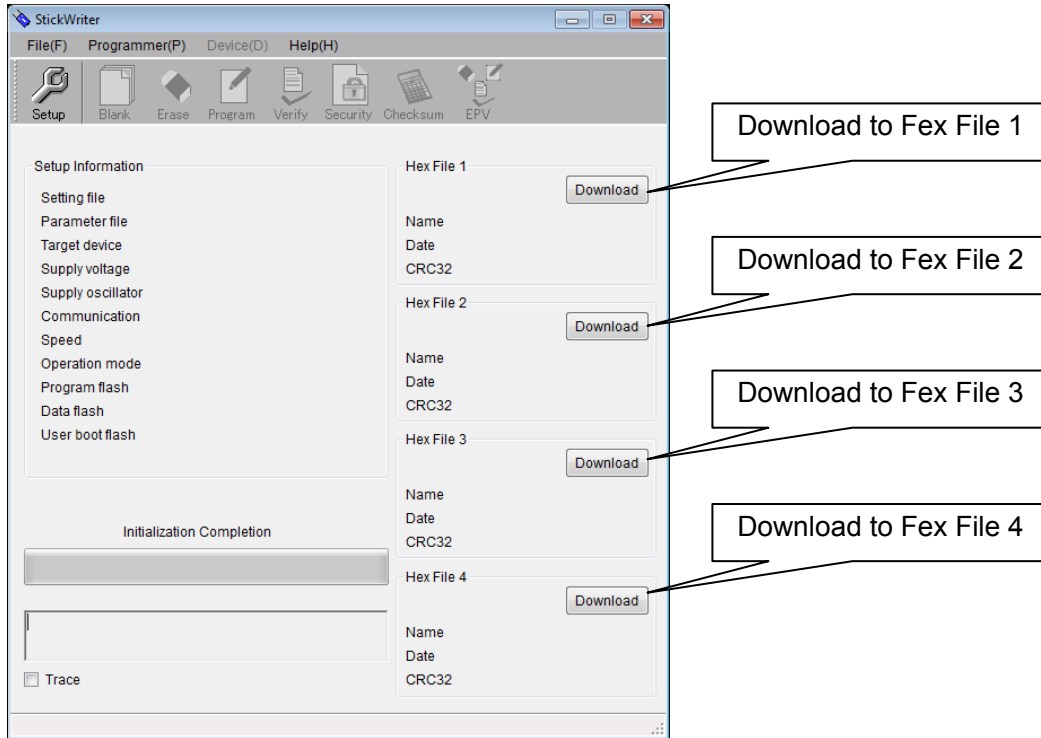 StickWriter
File(F) Programmer(P) Device(D) Help(H)
Setup Blank Erase Program Verify Security Checksum EPV
Setup Information
Setting file
Parameter file
Target device
Supply voltage
Supply oscillator
Communication
Speed
Operation mode
Program flash
Data flash
User boot flash
Initialization Completion
Trace
Hex File 1
Download
Name
Date
CRC32
Hex File 2
Download
Name
Date
CRC32
Hex File 3
Download
Name
Date
CRC32
Hex File 4
Download
Name
Date
CRC32
Download to Fex File 1
Download to Fex File 2
Download to Fex File 3
Download to Fex File 4